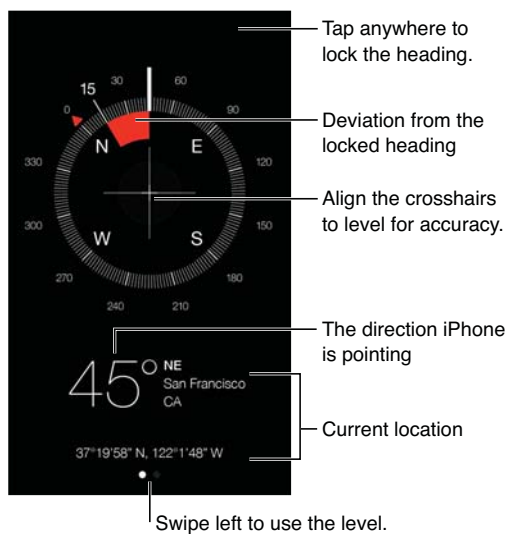 Tap anywhere to
lock the heading.
15
30
60
0
90
N
E
Deviation from the
locked heading
330
120
Align the crosshairs
to level for accuracy.
300
150
W
S
270
180
240
210
The direction iPhone
is pointing
45°
NE
San Francisco
CA
Current location
37°19'58" N, 122°1'48" W
Swipe left to use the level.